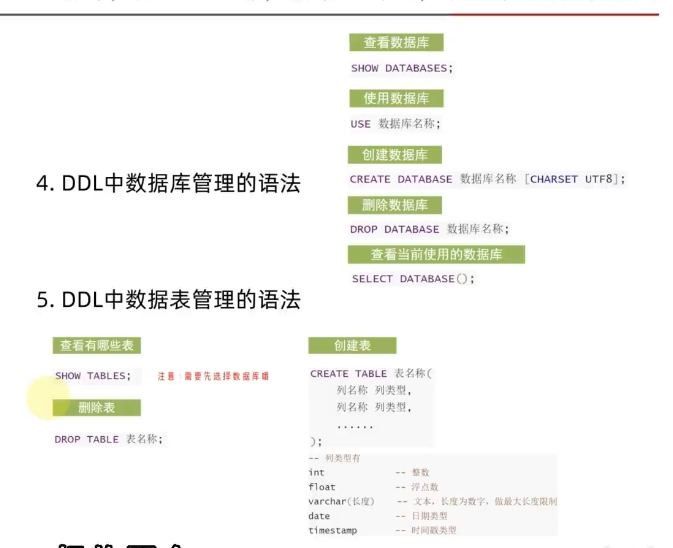 查看数据库
SHOW DATABASES;
使用数据库
USE 数据库名称;
创建数据库
4. DDL中数据库管理的语法
CREATE DATABASE 数据库名称 [CHARSET UTF8];
删除数据库
DROP DATABASE 数据库名称;
查看当前使用的数据库
SELECT DATABASE();
5. DDL中数据表管理的语法
查看有哪些表
SHOW TABLES;
注意：需要先选择数据库哦
删除表
DROP TABLE 表名称;
创建表
CREATE TABLE 表名称(
列名称 列类型,
列名称 列类型,
......
);
-- 列类型有
int -- 整数
float -- 浮点数
varchar(长度) -- 文本，长度为数字，做最大长度限制
date -- 日期类型
timestamp -- 时间戳类型